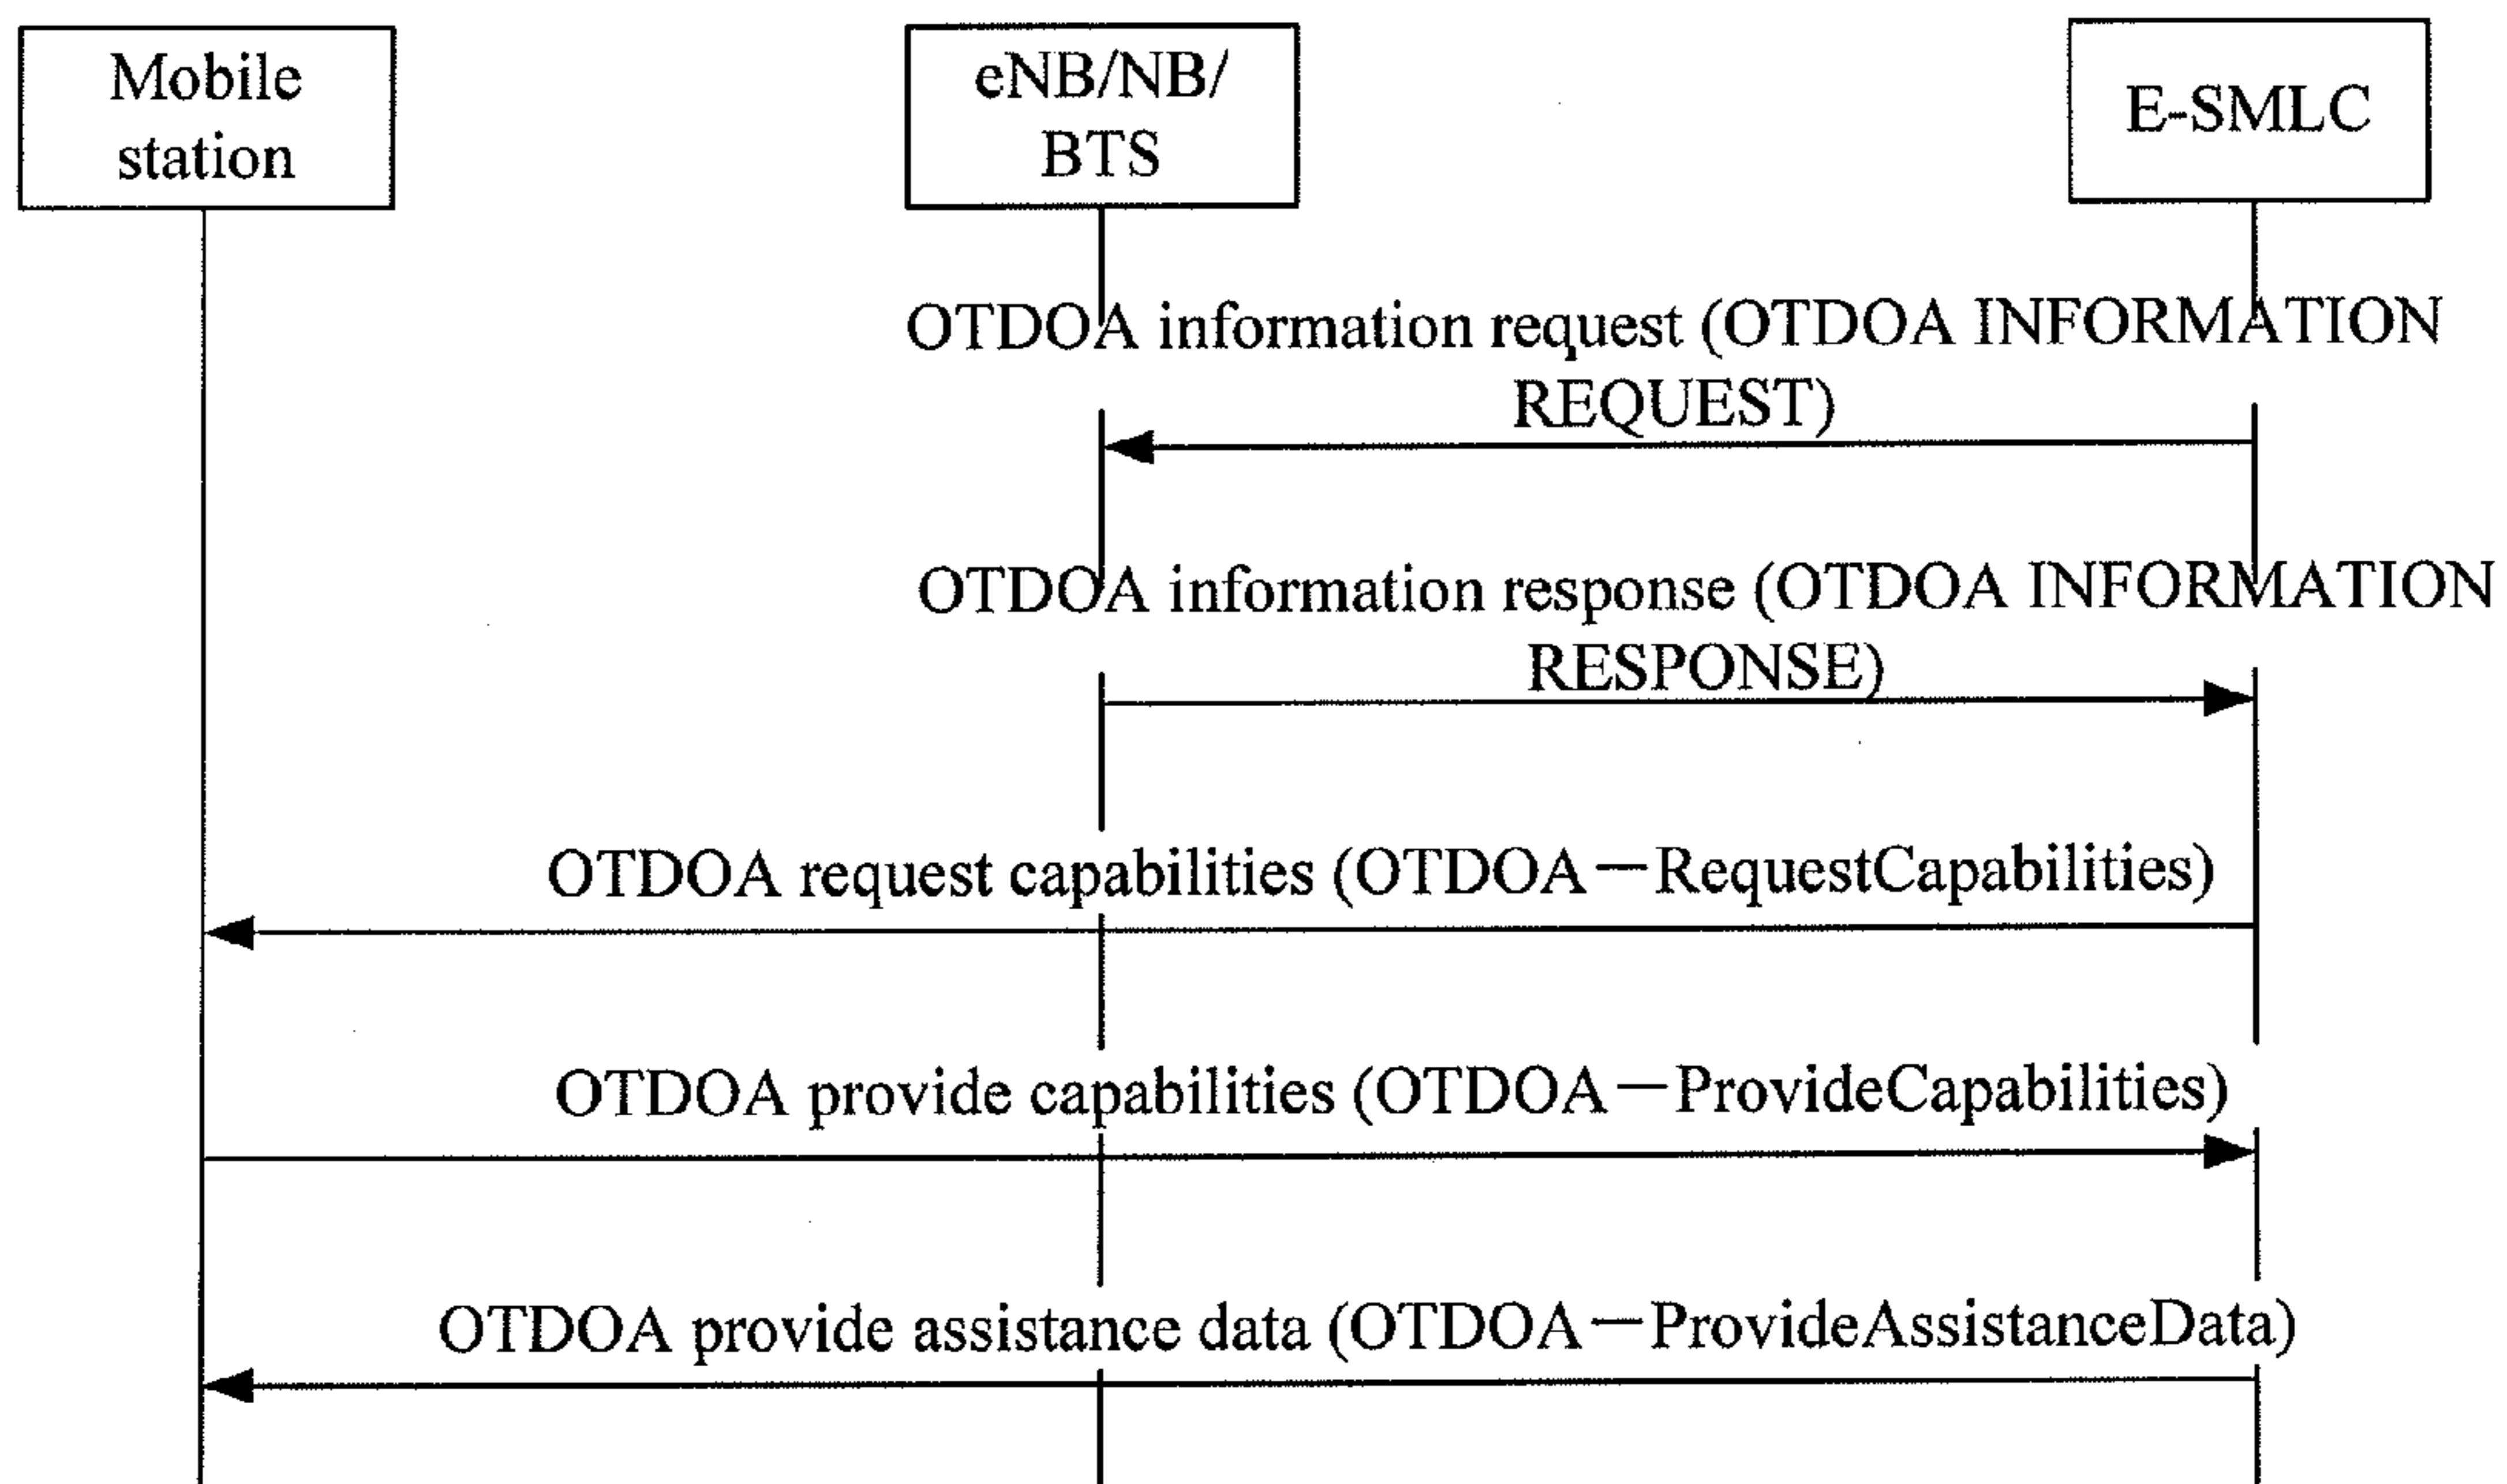 Mobile
station
eNB/NB/
BTS
E-SMLC
OTDOA information request (OTDOA INFORMATION
REQUEST)
OTDOA information response (OTDOA INFORMATION
RESPONSE)
OTDOA request capabilities (OTDOA－RequestCapabilities)
OTDOA provide capabilities (OTDOA－ProvideCapabilities)
OTDOA provide assistance data (OTDOA－ProvideAssistanceData)